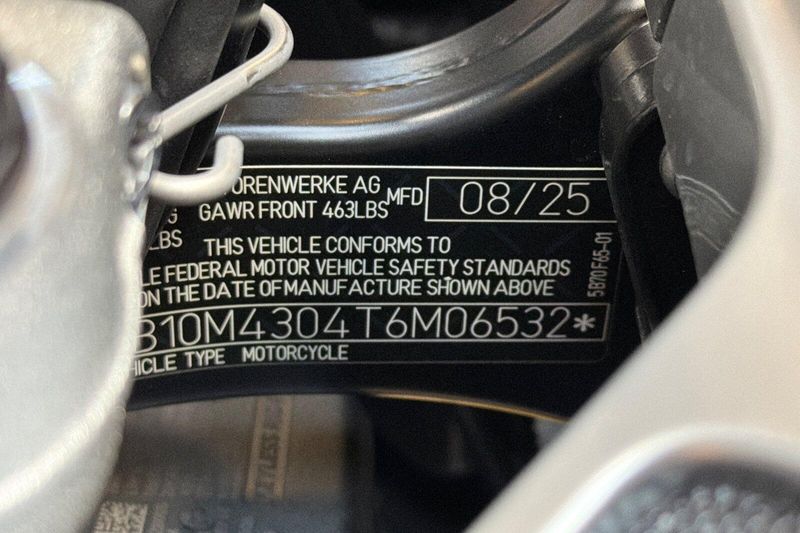 ORENWERKE AG
MFD 08/25
GAWR FRONT 463LBS
LBS
THIS VEHICLE CONFORMS TO
LE FEDERAL MOTOR VEHICLE SAFETY STANDARDS
ON THE DATE OF MANUFACTURE SHOWN ABOVE
5B70F65-01
B10M4304T6M06532*
HICLE TYPE MOTORCYCLE